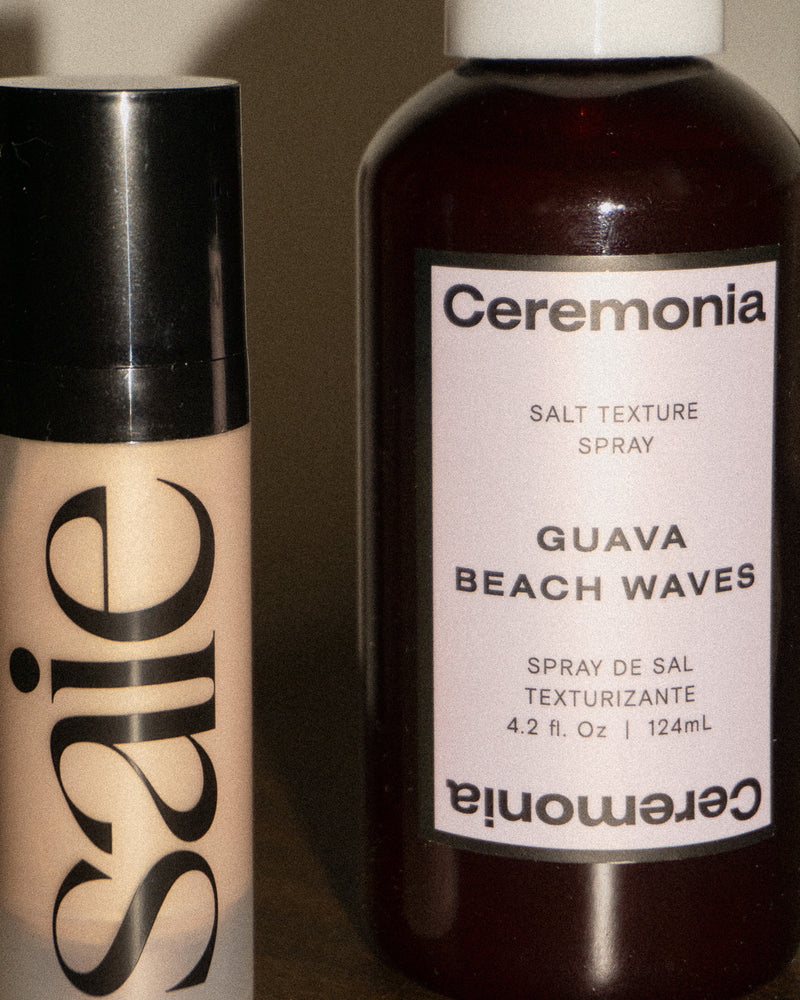 saie
Ceremonia
SALT TEXTURE
SPRAY
GUAVA
BEACH WAVES
SPRAY DE SAL
TEXTURIZANTE
4.2 fl. Oz | 124mL
Ceremonia